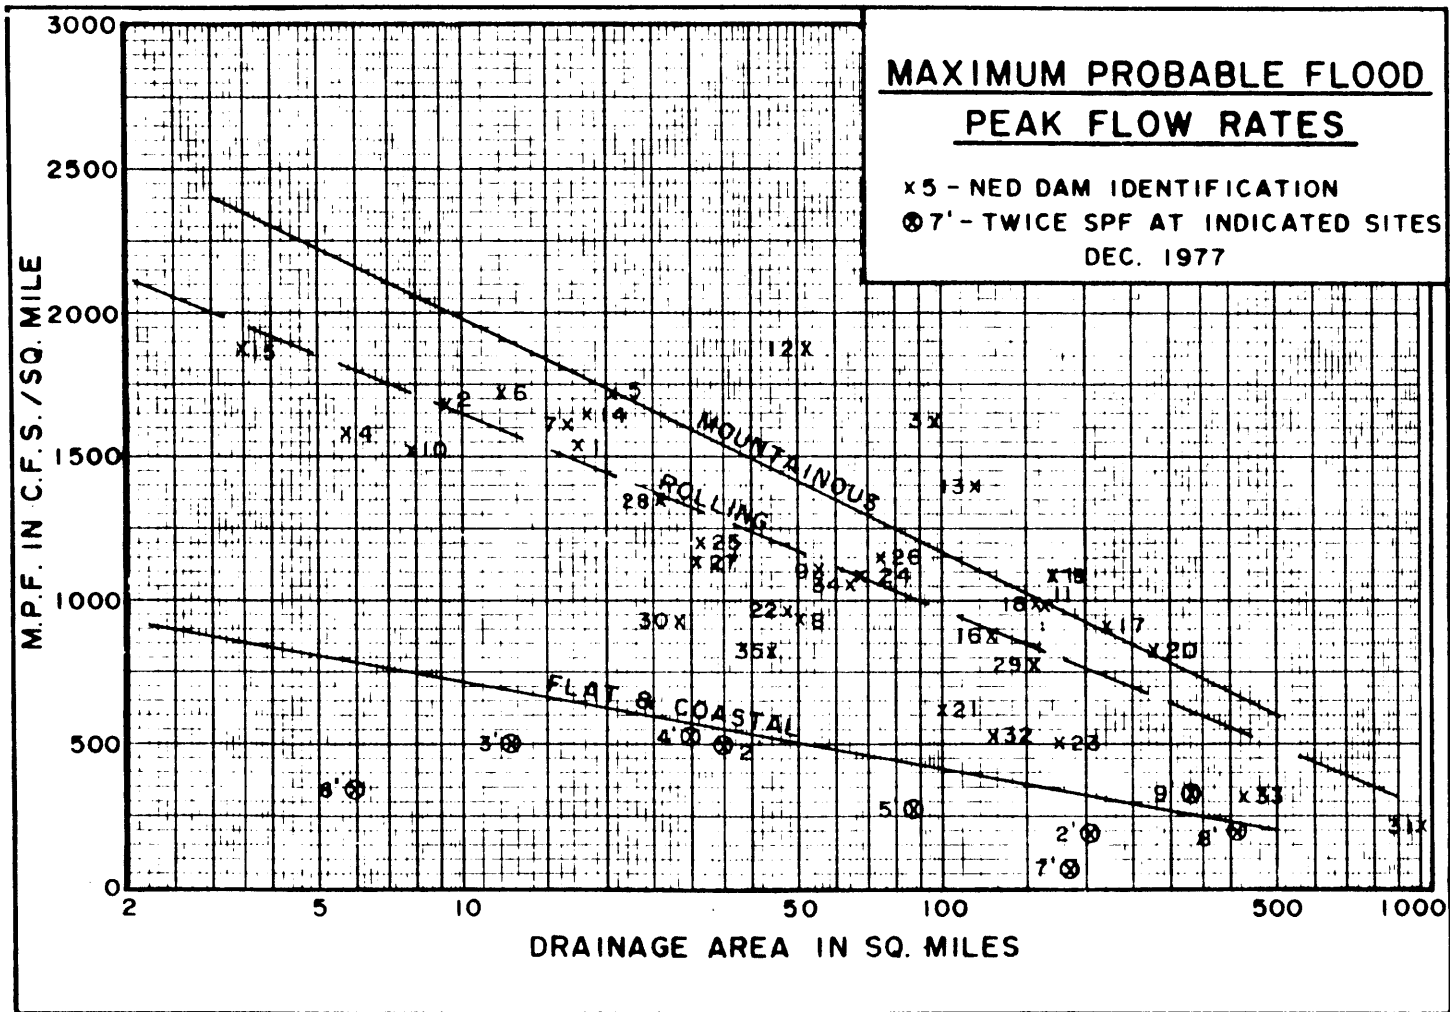 MAXIMUM PROBABLE FLOOD
PEAK FLOW RATES
x5 - NED DAM IDENTIFICATION
⊗7' - TWICE SPF AT INDICATED SITES
DEC. 1977
M.P.F. IN C.F.S. / SQ. MILE
3000
2500
2000
1500
1000
500
0
12x
x15
x6
x5
x2
x14
3x
7x
x4
x1
x10
MOUNTAINOUS
ROLLING
13x
28x
x25
x27
x26
9x
24
34x
11
18x
22x
x8
30x
x17
16x
35x
29x
x20
FLAT & COASTAL
x21
x32
x23
3'⊗
4'⊗
⊗2'
⊗
5'⊗
9'⊗
x33
2'⊗
8'⊗
31x
7'⊗
2
5
10
50
100
500
1000
DRAINAGE AREA IN SQ. MILES